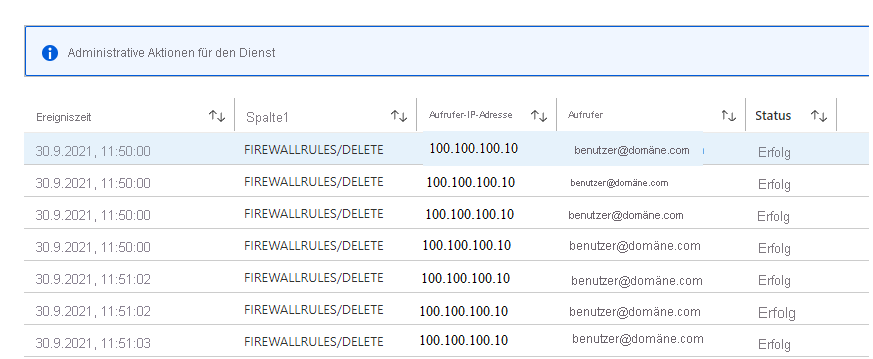 Administrative Aktionen für den Dienst
Ereigniszeit Spalte1 Aufrufer-IP-Adresse Aufrufer Status
30.9.2021, 11:50:00 FIREWALLRULES/DELETE 100.100.100.10 benutzer@domäne.com Erfolg
30.9.2021, 11:50:00 FIREWALLRULES/DELETE 100.100.100.10 benutzer@domäne.com Erfolg
30.9.2021, 11:50:00 FIREWALLRULES/DELETE 100.100.100.10 benutzer@domäne.com Erfolg
30.9.2021, 11:50:00 FIREWALLRULES/DELETE 100.100.100.10 benutzer@domäne.com Erfolg
30.9.2021, 11:51:02 FIREWALLRULES/DELETE 100.100.100.10 benutzer@domäne.com Erfolg
30.9.2021, 11:51:02 FIREWALLRULES/DELETE 100.100.100.10 benutzer@domäne.com Erfolg
30.9.2021, 11:51:03 FIREWALLRULES/DELETE 100.100.100.10 benutzer@domäne.com Erfolg